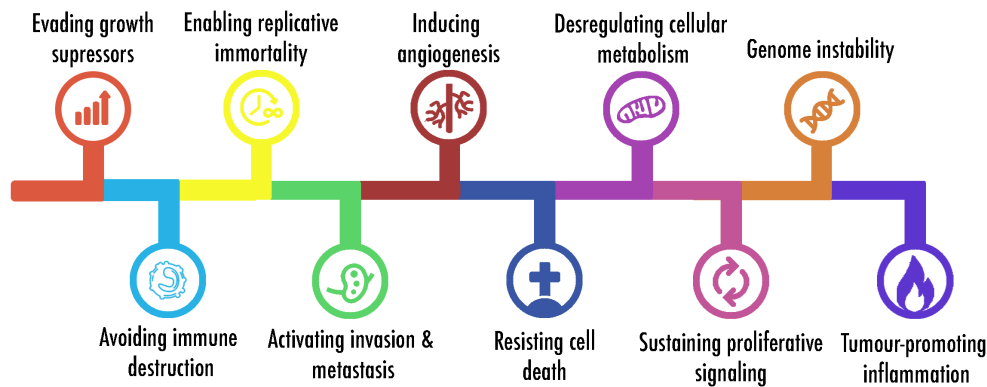 Evading growth
supressors
Enabling replicative
immortality
Inducing
angiogenesis
Desregulating cellular
metabolism
Genome instability
Avoiding immune
destruction
Activating invasion &
metastasis
Resisting cell
death
Sustaining proliferative
signaling
Tumour-promoting
inflammation